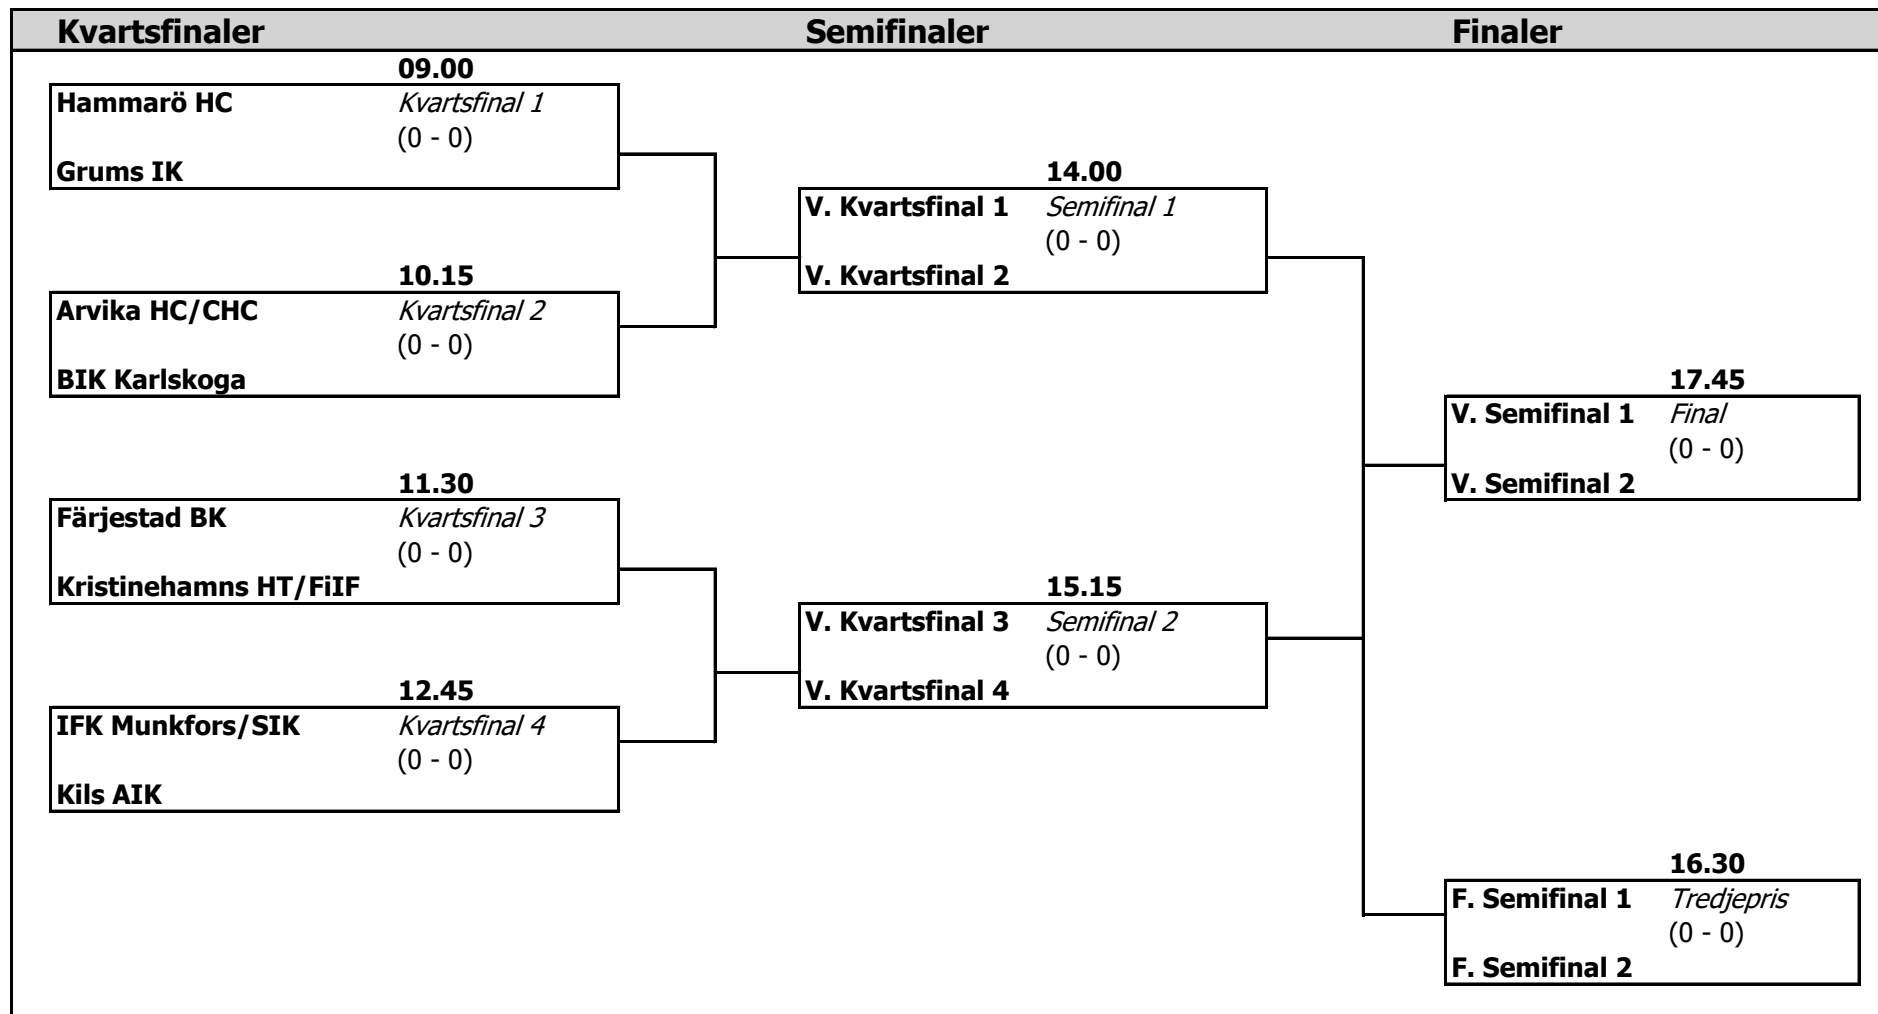 Kvartsfinaler Semifinaler Finaler
09.00
Hammarö HC Kvartsfinal 1
(0 - 0)
Grums IK
10.15
Arvika HC/CHC Kvartsfinal 2
(0 - 0)
BIK Karlskoga
11.30
Färjestad BK Kvartsfinal 3
(0 - 0)
Kristinehamns HT/FiIF
12.45
IFK Munkfors/SIK Kvartsfinal 4
(0 - 0)
Kils AIK
14.00
V. Kvartsfinal 1 Semifinal 1
(0 - 0)
V. Kvartsfinal 2
15.15
V. Kvartsfinal 3 Semifinal 2
(0 - 0)
V. Kvartsfinal 4
17.45
V. Semifinal 1 Final
(0 - 0)
V. Semifinal 2
16.30
F. Semifinal 1 Tredjepris
(0 - 0)
F. Semifinal 2